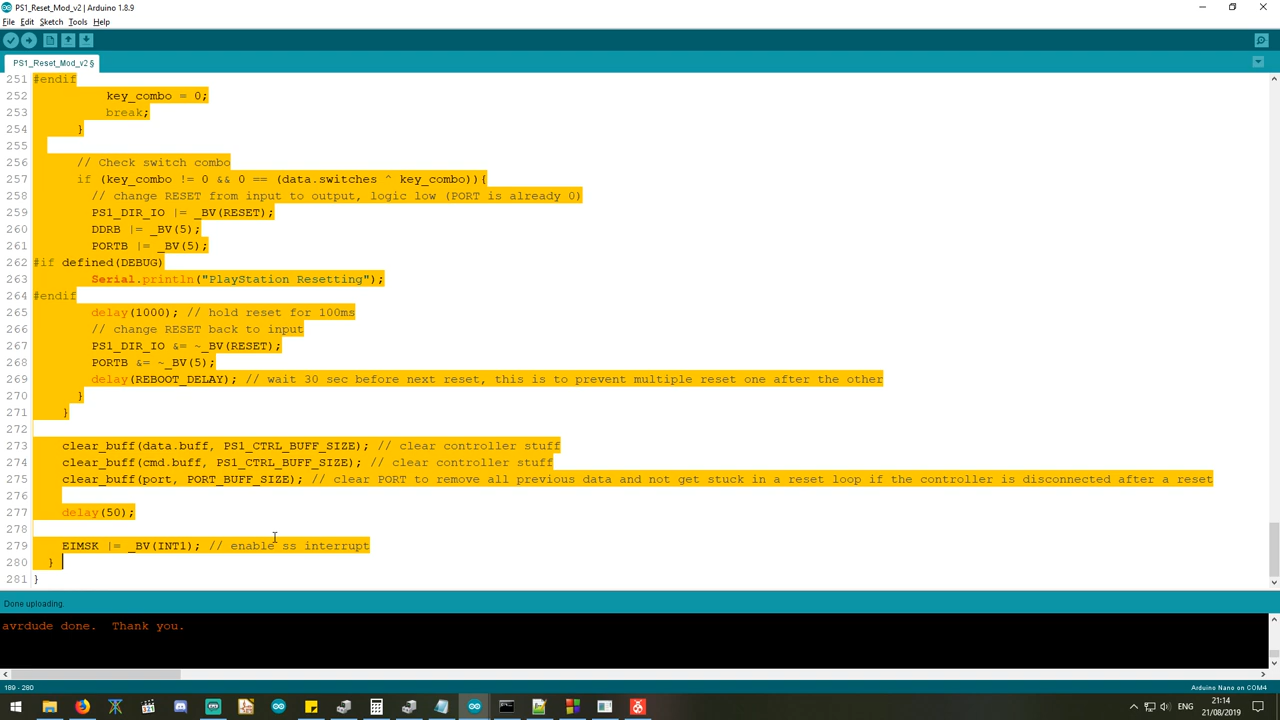 PS1_Reset_Mod_v2 | Arduino 1.8.9
File Edit Sketch Tools Help
PS1_Reset_Mod_v2 §
251 #endif
252 key_combo = 0;
253 break;
254 }
255
256 // Check switch combo
257 if (key_combo != 0 && 0 == (data.switches ^ key_combo)){
258 // change RESET from input to output, logic low (PORT is already 0)
259 PS1_DIR_IO |= _BV(RESET);
260 DDRB |= _BV(5);
261 PORTB |= _BV(5);
262 #if defined(DEBUG)
263 Serial.println("PlayStation Resetting");
264 #endif
265 delay(1000); // hold reset for 100ms
266 // change RESET back to input
267 PS1_DIR_IO &= ~_BV(RESET);
268 PORTB &= ~_BV(5);
269 delay(REBOOT_DELAY); // wait 30 sec before next reset, this is to prevent multiple reset one after the other
270 }
271 }
272
273 clear_buff(data.buff, PS1_CTRL_BUFF_SIZE); // clear controller stuff
274 clear_buff(cmd.buff, PS1_CTRL_BUFF_SIZE); // clear controller stuff
275 clear_buff(port, PORT_BUFF_SIZE); // clear PORT to remove all previous data and not get stuck in a reset loop if the controller is disconnected after a reset
276
277 delay(50);
278
279 EIMSK |= _BV(INT1); // enable ss interrupt
280 }
281 }
Done uploading.
avrdude done.  Thank you.
189 - 280
Arduino Nano on COM4
ENG
21:14
21/08/2019